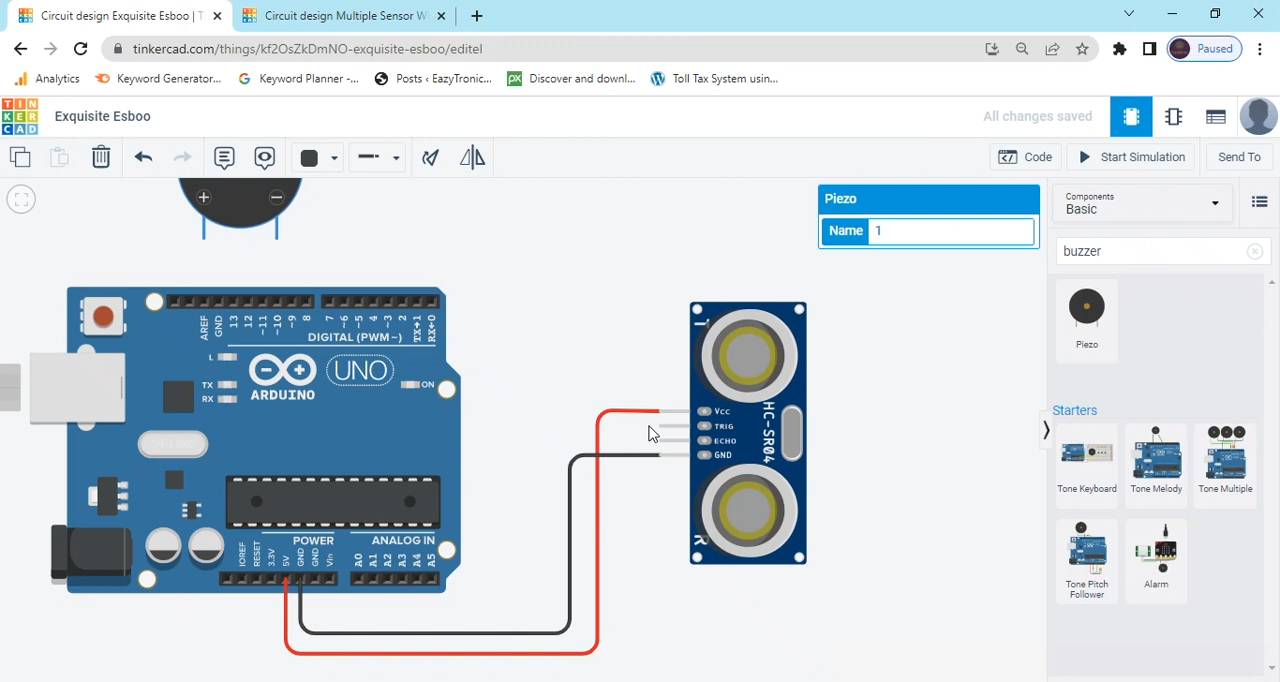 Circuit design Exquisite Esboo | T
Circuit design Multiple Sensor W
tinkercad.com/things/kf2OsZkDmNO-exquisite-esboo/editel
Paused
Analytics
Keyword Generator...
Keyword Planner -...
Posts ‹ EazyTronic...
Discover and downl...
Toll Tax System usin...
TIN
KER
CAD
Exquisite Esboo
All changes saved
Code
Start Simulation
Send To
Piezo
Name 1
Components
Basic
buzzer
Piezo
Starters
Tone Keyboard
Tone Melody
Tone Multiple
Tone Pitch
Follower
Alarm
AREF
GND
13
12
~11
~10
~9
8
7
~6
~5
4
~3
2
TX→1
RX←0
DIGITAL (PWM~)
L
TX
RX
ARDUINO
UNO
ON
POWER
ANALOG IN
IOREF
RESET
3.3V
5V
GND
GND
Vin
A0
A1
A2
A3
A4
A5
T
Vcc
TRIG
ECHO
GND
HC-SR04
R